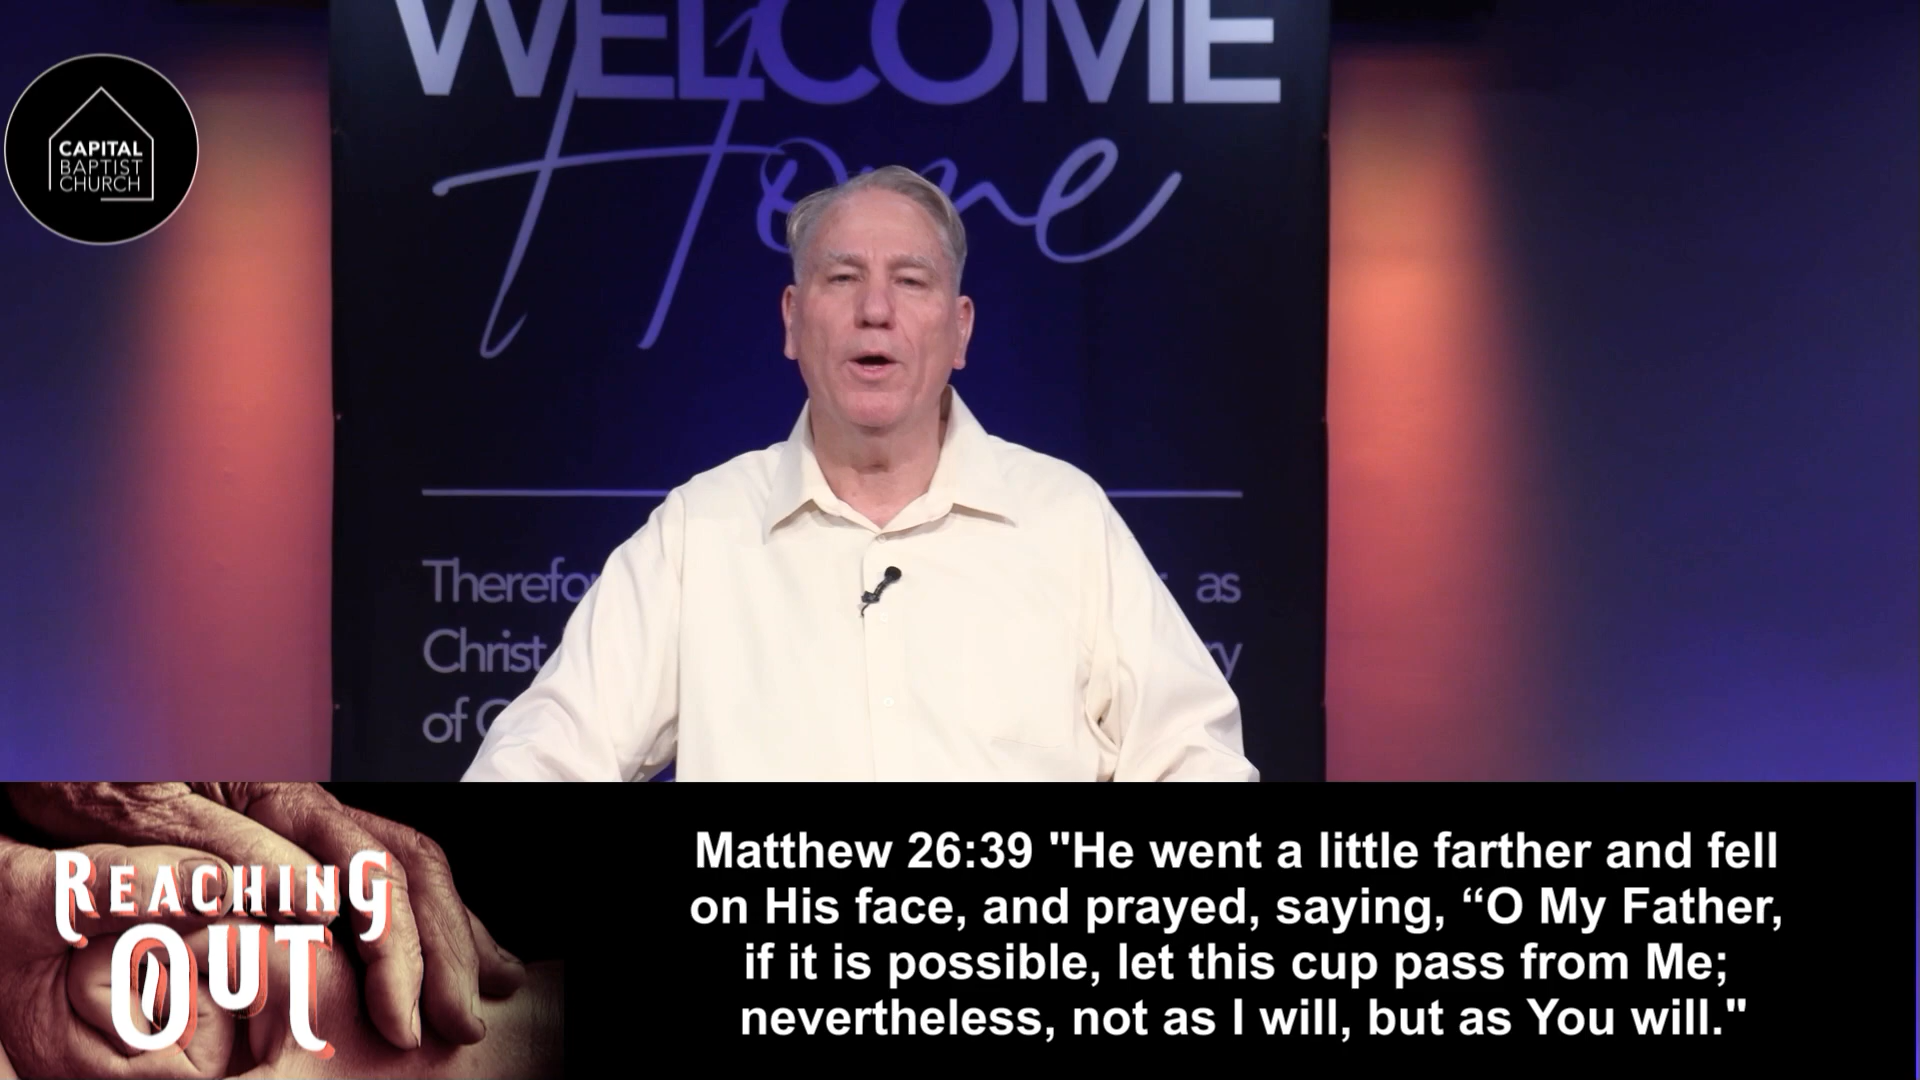 WELCOME
Home
CAPITAL
BAPTIST
CHURCH
as
Christ
of
REACHING
OUT
Matthew 26:39 "He went a little farther and fell
on His face, and prayed, saying, “O My Father,
if it is possible, let this cup pass from Me;
nevertheless, not as I will, but as You will."